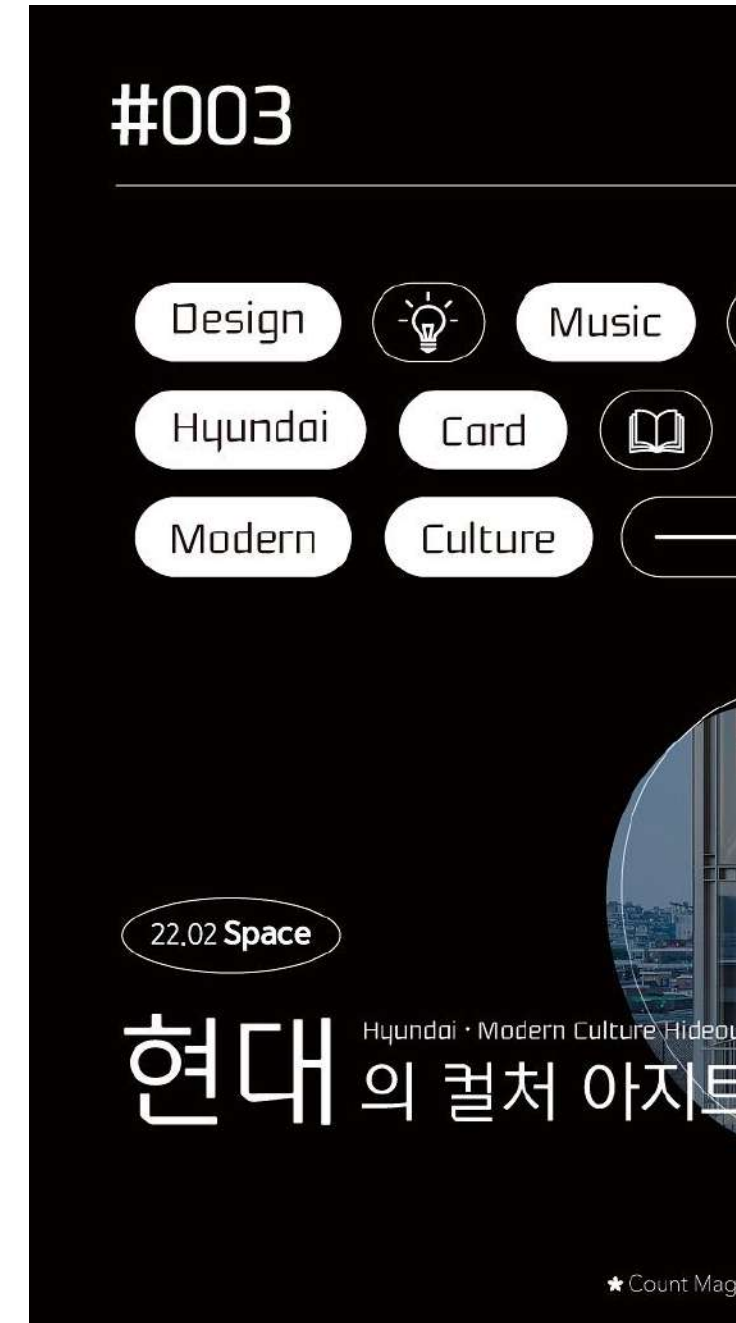 #003
Design Music
Hyundai Card
Modern Culture
22.02 Space
Hyundai · Modern Culture
현대의 컬처 아지트
Count